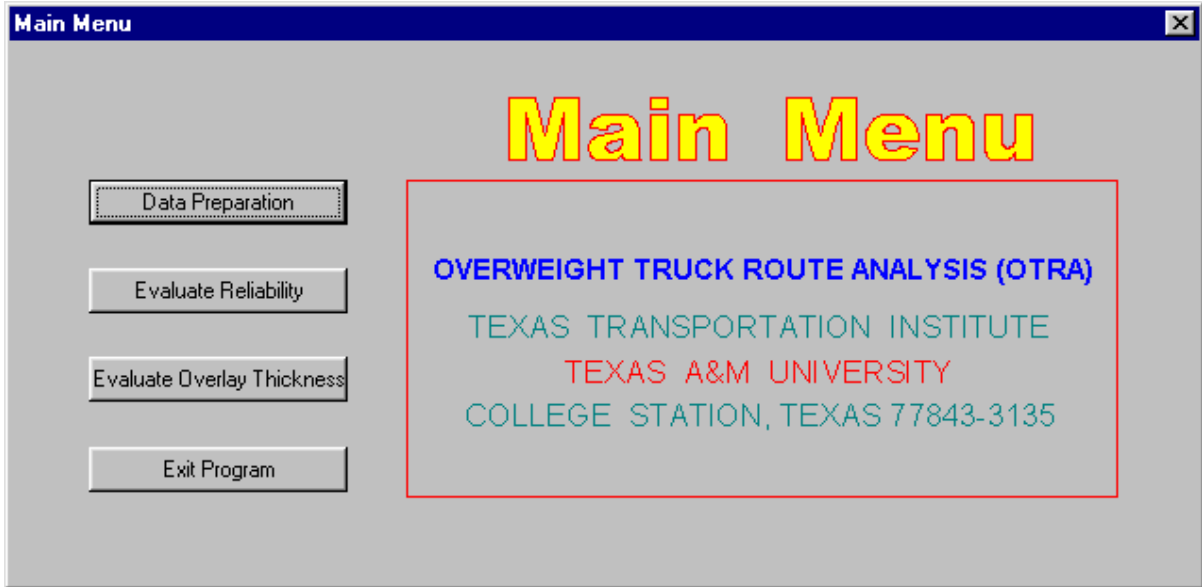 Main Menu
Main Menu
Data Preparation
Evaluate Reliability
Evaluate Overlay Thickness
Exit Program
OVERWEIGHT TRUCK ROUTE ANALYSIS (OTRA)
TEXAS TRANSPORTATION INSTITUTE
TEXAS A&M UNIVERSITY
COLLEGE STATION, TEXAS 77843-3135